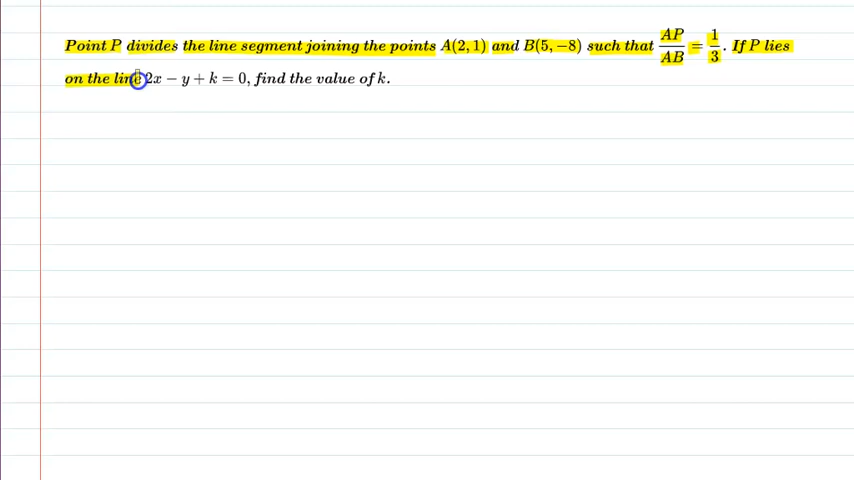 Point P divides the line segment joining the points A(2, 1) and B(5, −8) such that AP/AB = 1/3. If P lies
on the line 2x − y + k = 0, find the value of k.